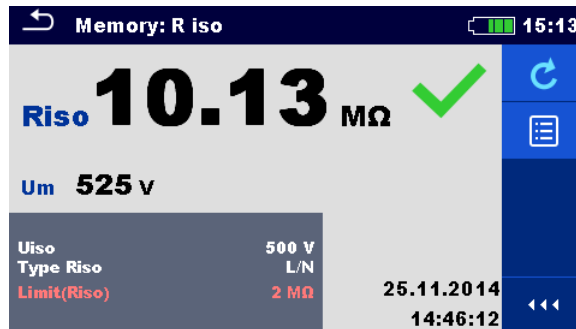 Memory: R iso 15:13
Riso 10.13 MΩ
Um 525 V
Uiso 500 V
Type Riso L/N
Limit(Riso) 2 MΩ
25.11.2014
14:46:12